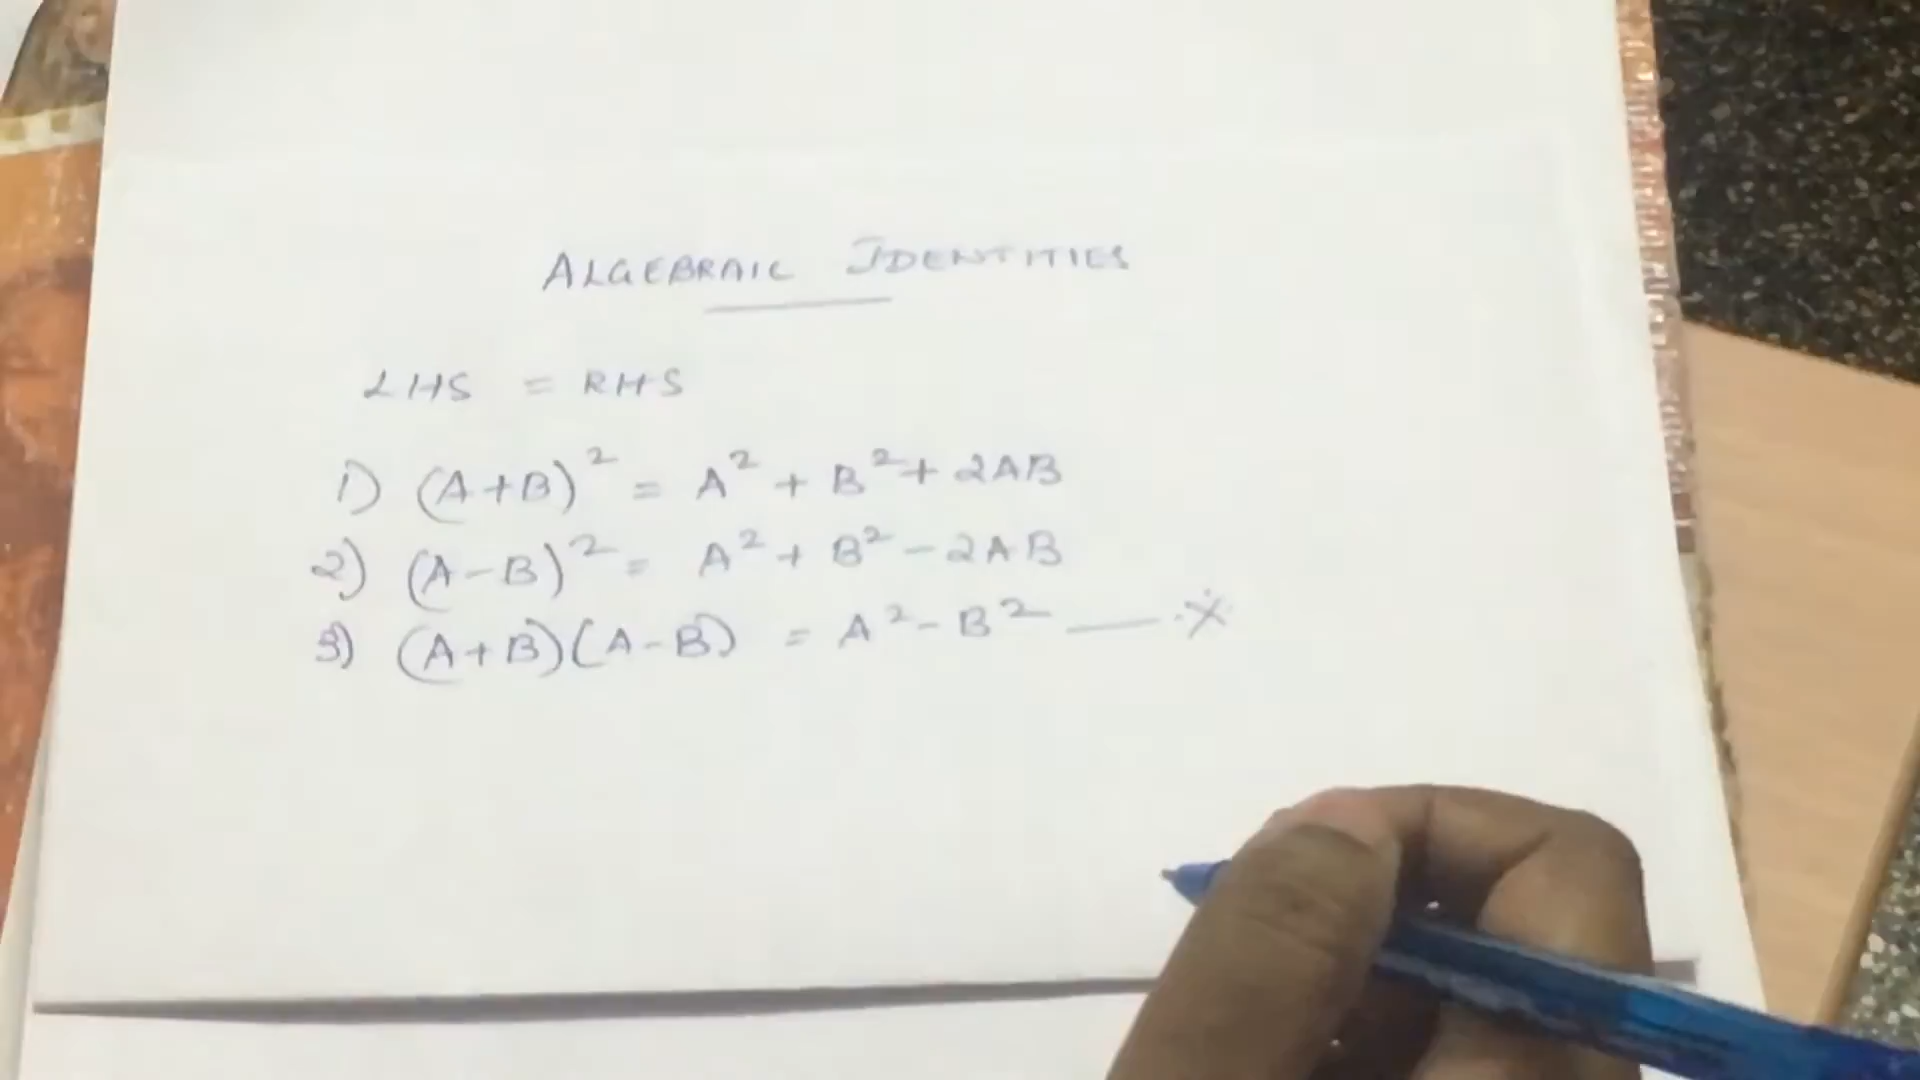 ALGEBRAIC IDENTITIES
LHS = RHS
1) (A+B)² = A² + B² + 2AB
2) (A-B)² = A² + B² - 2AB
3) (A+B)(A-B) = A² - B² — ※